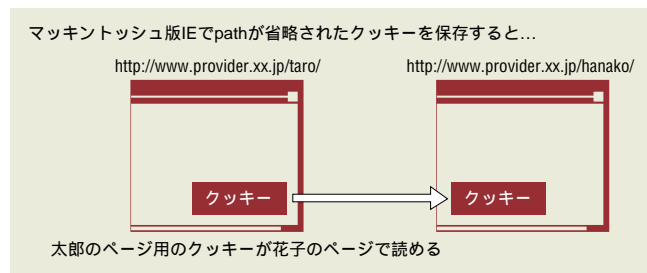 マッキントッシュ版IEでpathが省略されたクッキーを保存すると…
http://www.provider.xx.jp/taro/
http://www.provider.xx.jp/hanako/
クッキー
クッキー
太郎のページ用のクッキーが花子のページで読める